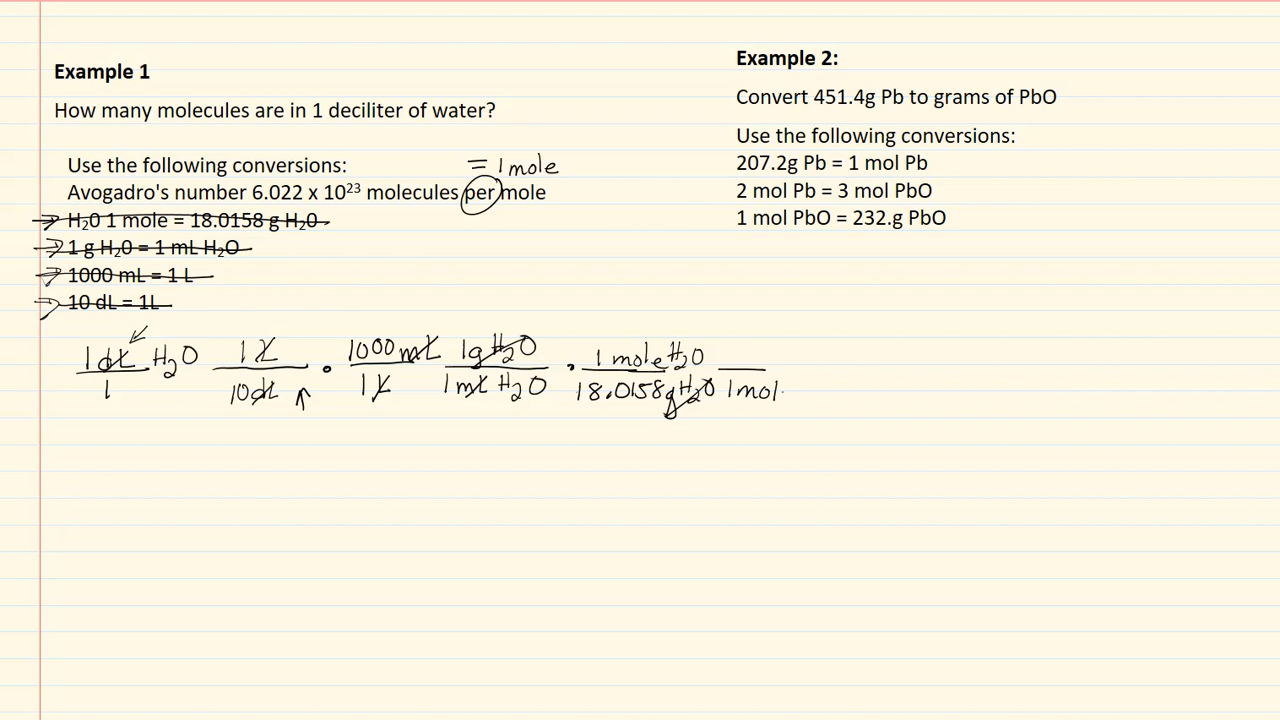 Example 1
How many molecules are in 1 deciliter of water?
Use the following conversions:
= 1 mole
Avogadro's number 6.022 x 10²³ molecules per mole
H₂0 1 mole = 18.0158 g H₂0
1 g H₂0 = 1 mL H₂O
1000 mL = 1 L
10 dL = 1L
1 dL H₂O 1 L 1000 mL 1g H₂O 1 mole H₂O
1 10 dL • 1 L 1 mL H₂O • 18.0158g H₂O 1 mol
Example 2:
Convert 451.4g Pb to grams of PbO
Use the following conversions:
207.2g Pb = 1 mol Pb
2 mol Pb = 3 mol PbO
1 mol PbO = 232.g PbO